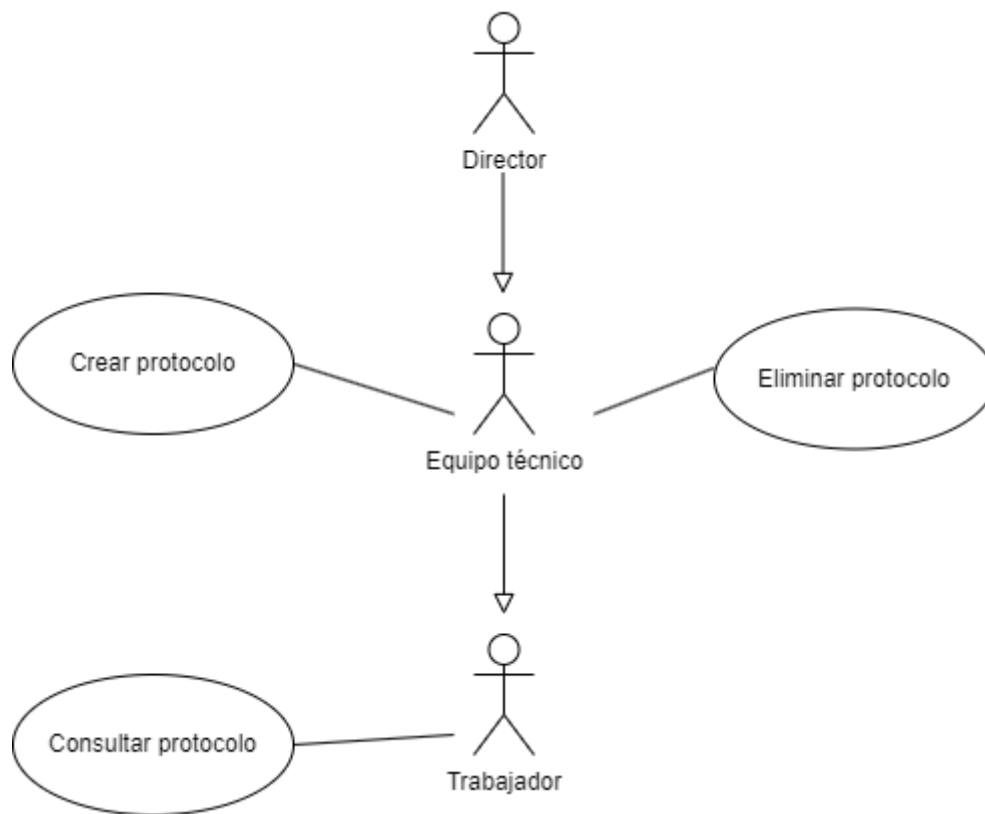 Director
Crear protocolo
Eliminar protocolo
Equipo técnico
Consultar protocolo
Trabajador